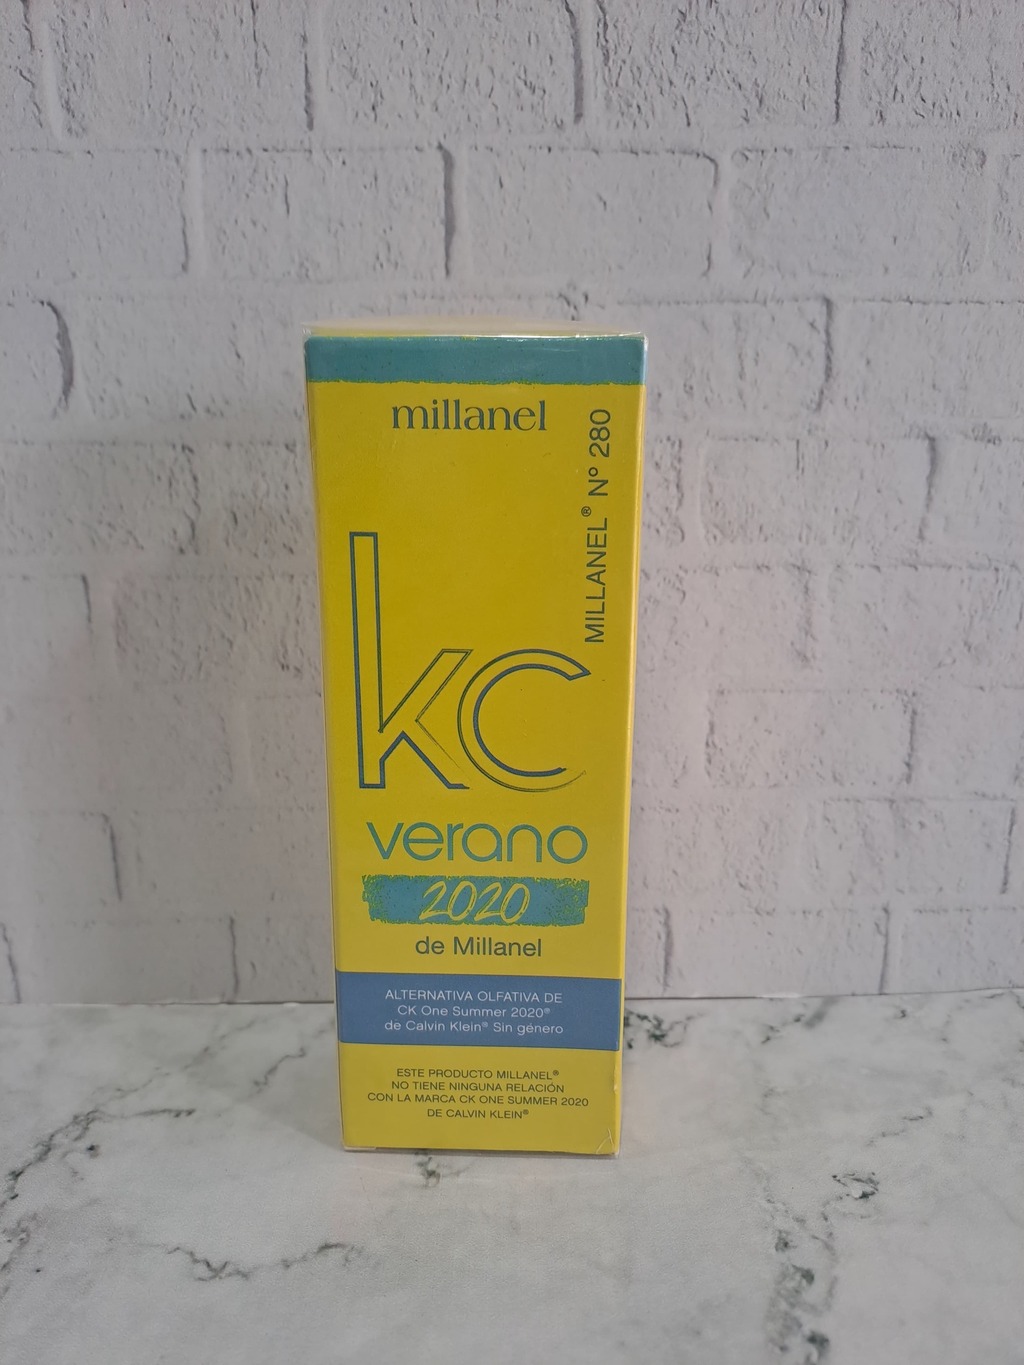 millanel
MILLANEL® N° 280
kc
verano
2020
de Millanel
ALTERNATIVA OLFATIVA DE
CK One Summer 2020®
de Calvin Klein® Sin género
ESTE PRODUCTO MILLANEL®
NO TIENE NINGUNA RELACIÓN
CON LA MARCA CK ONE SUMMER 2020
DE CALVIN KLEIN®